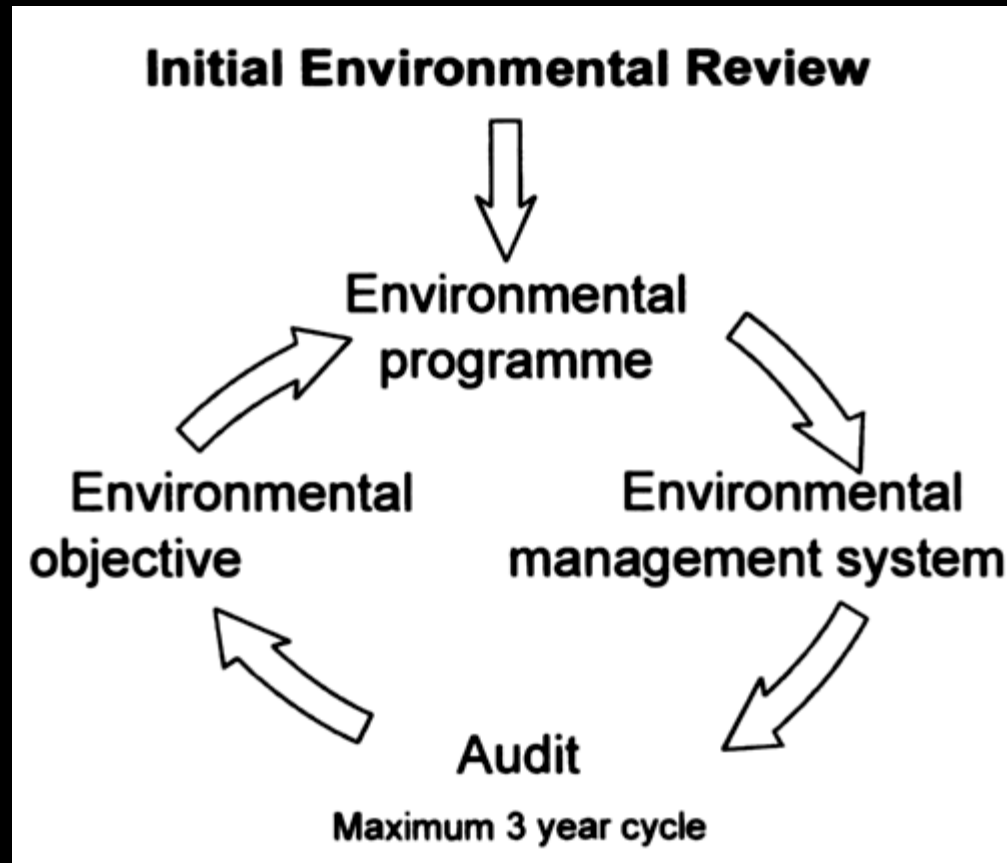 Initial Environmental Review
Environmental
programme
Environmental
objective
Environmental
management system
Audit
Maximum 3 year cycle